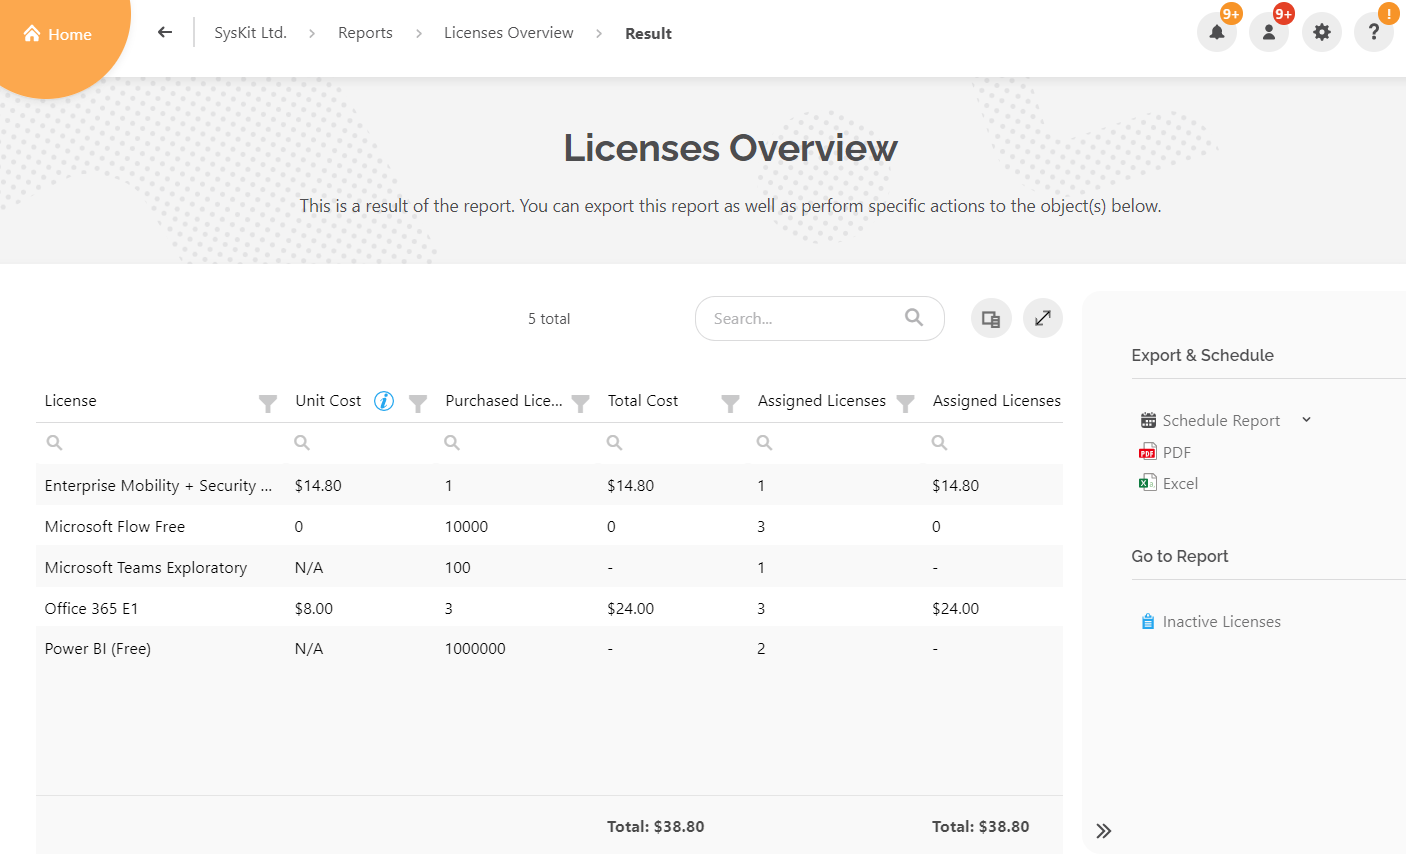 Home
SysKit Ltd. > Reports > Licenses Overview > Result
9+ 9+ ! ?
Licenses Overview
This is a result of the report. You can export this report as well as perform specific actions to the object(s) below.
5 total
Search...
License Unit Cost i Purchased Lice... Total Cost Assigned Licenses Assigned Licenses
Enterprise Mobility + Security ... $14.80 1 $14.80 1 $14.80
Microsoft Flow Free 0 10000 0 3 0
Microsoft Teams Exploratory N/A 100 - 1 -
Office 365 E1 $8.00 3 $24.00 3 $24.00
Power BI (Free) N/A 1000000 - 2 -
Total: $38.80 Total: $38.80
Export & Schedule
Schedule Report
PDF PDF
Excel
Go to Report
Inactive Licenses